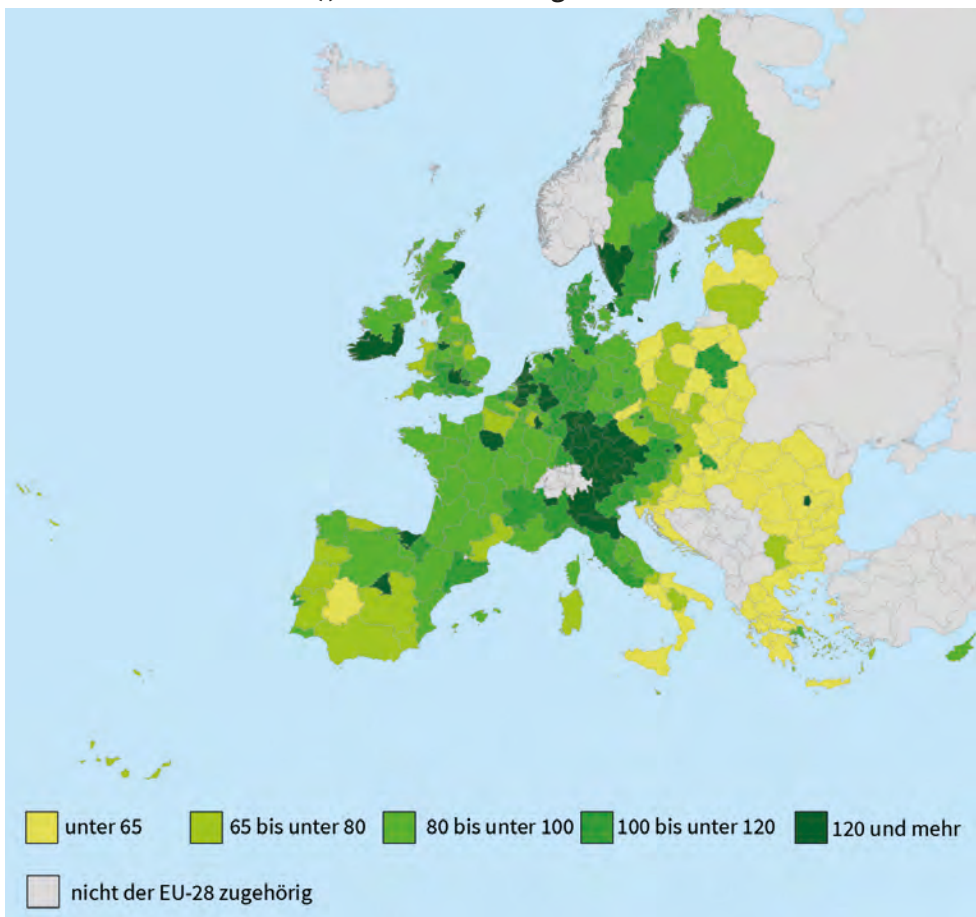 unter 65
65 bis unter 80
80 bis unter 100
100 bis unter 120
120 und mehr
nicht der EU-28 zugehörig